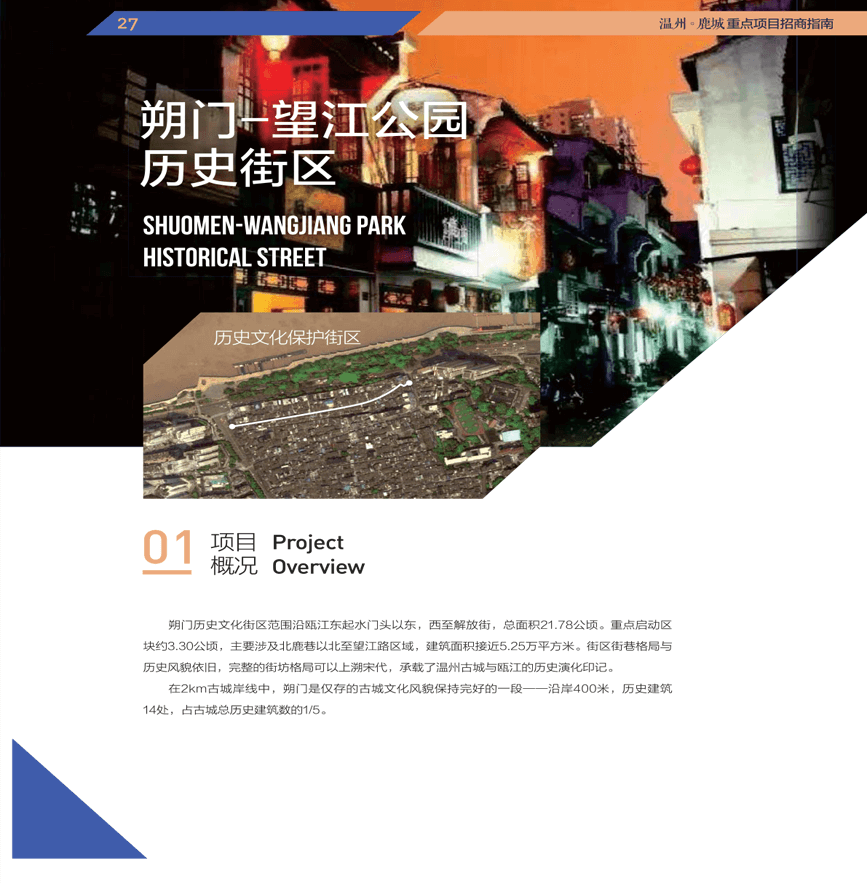 27
温州·鹿城 重点项目招商指南
朔门-望江公园
历史街区
SHUOMEN-WANGJIANG PARK
HISTORICAL STREET
茶
历史文化保护街区
01
项目 Project
概况 Overview
朔门历史文化街区范围沿瓯江东起水门头以东，西至解放街，总面积21.78公顷。重点启动区
块约3.30公顷，主要涉及北鹿巷以北至望江路区域，建筑面积接近5.25万平方米。街区街巷格局与
历史风貌依旧，完整的街坊格局可以上溯宋代，承载了温州古城与瓯江的历史演化印记。
在2km古城岸线中，朔门是仅存的古城文化风貌保持完好的一段——沿岸400米，历史建筑
14处，占古城总历史建筑数的1/5。